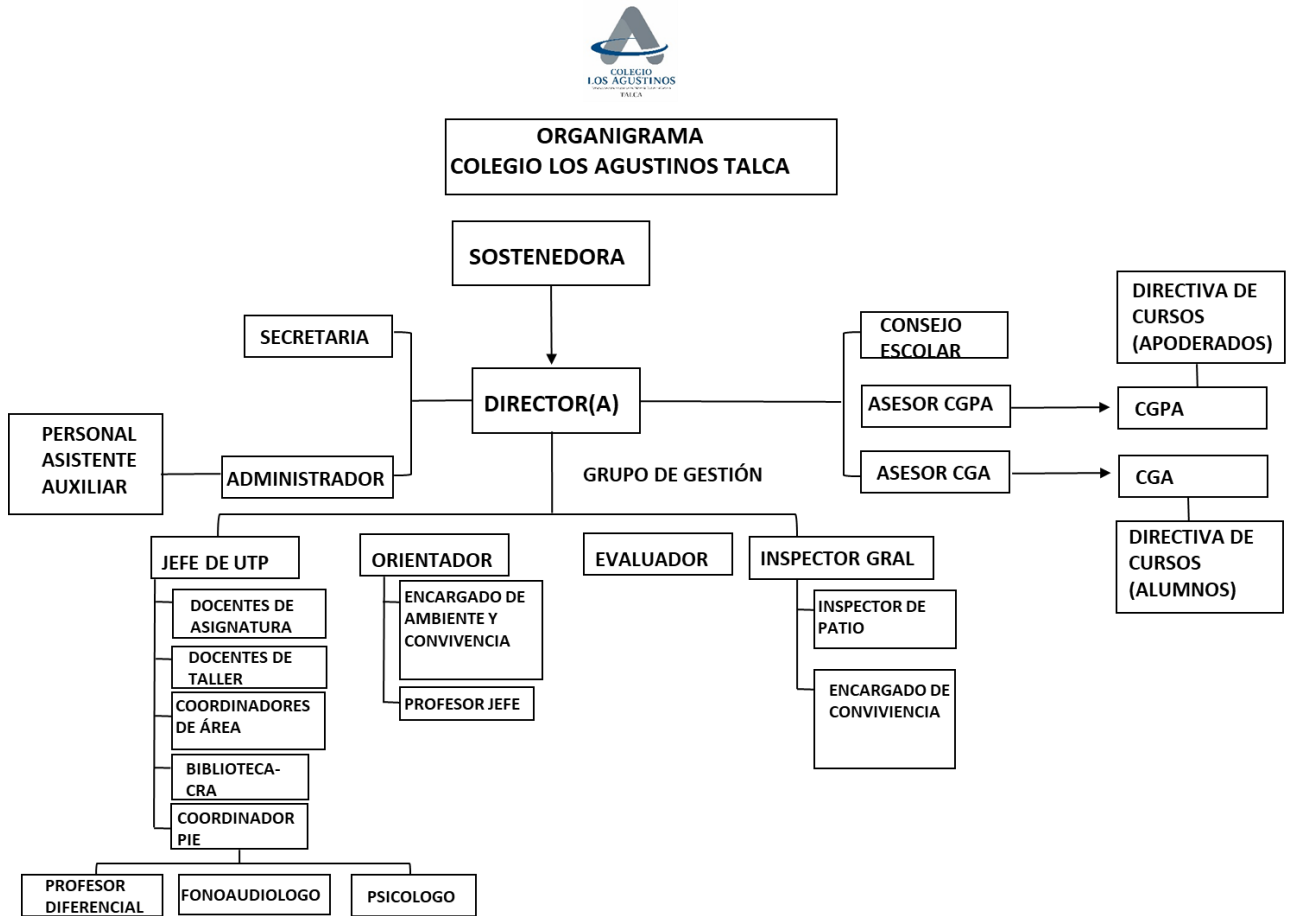 COLEGIO
LOS AGUSTINOS
TALCA
ORGANIGRAMA
COLEGIO LOS AGUSTINOS TALCA
SOSTENEDORA
SECRETARIA
DIRECTOR(A)
PERSONAL
ASISTENTE
AUXILIAR
ADMINISTRADOR
GRUPO DE GESTIÓN
CONSEJO
ESCOLAR
ASESOR CGPA
ASESOR CGA
DIRECTIVA DE
CURSOS
(APODERADOS)
CGPA
CGA
DIRECTIVA DE
CURSOS
(ALUMNOS)
JEFE DE UTP
DOCENTES DE
ASIGNATURA
DOCENTES DE
TALLER
COORDINADORES
DE ÁREA
BIBLIOTECA-
CRA
COORDINADOR
PIE
PROFESOR
DIFERENCIAL
FONOAUDIOLOGO
PSICOLOGO
ORIENTADOR
ENCARGADO DE
AMBIENTE Y
CONVIVENCIA
PROFESOR JEFE
EVALUADOR
INSPECTOR GRAL
INSPECTOR DE
PATIO
ENCARGADO DE
CONVIVIENCIA